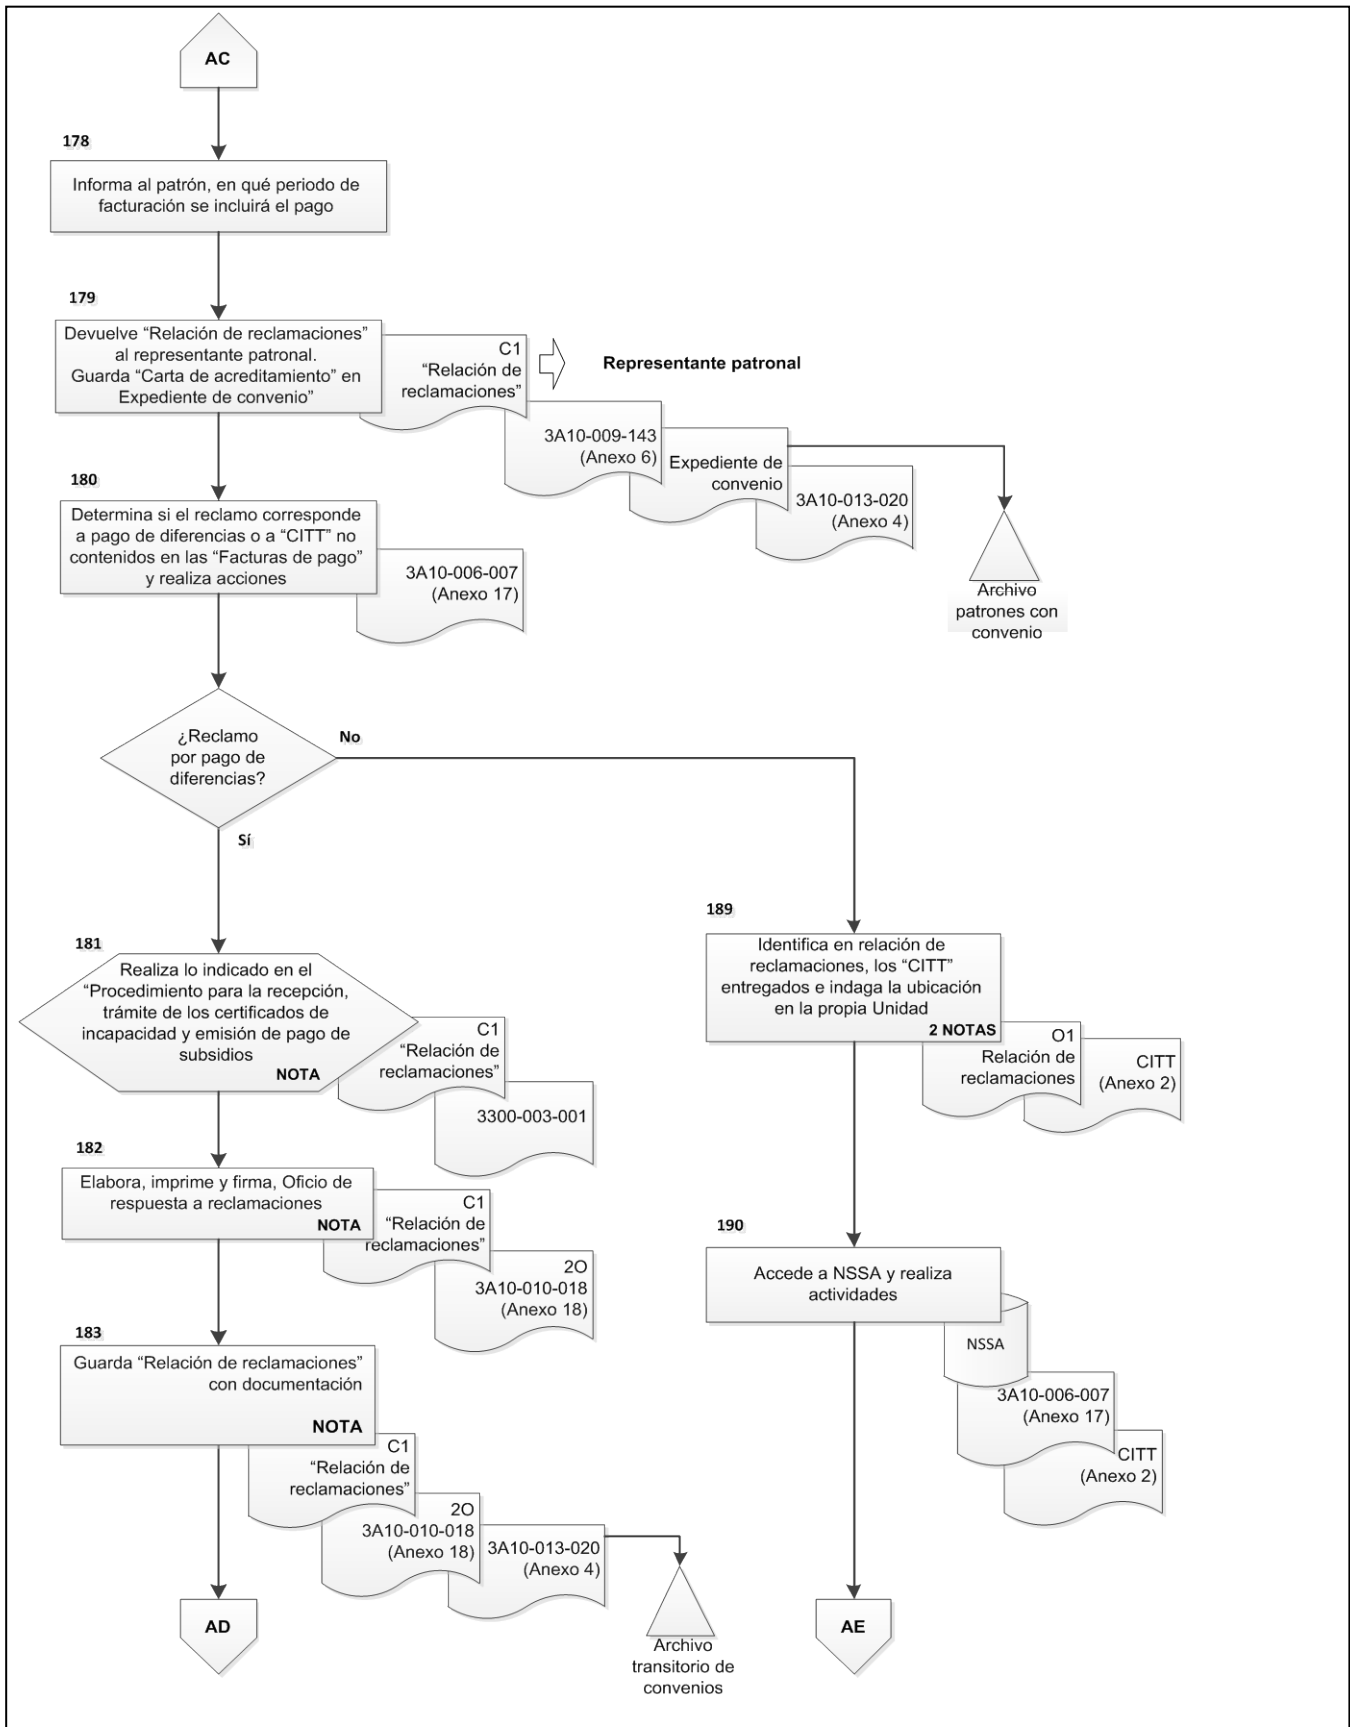 AC
178
Informa al patrón, en qué periodo de
facturación se incluirá el pago
179
Devuelve “Relación de reclamaciones”
al representante patronal.
Guarda “Carta de acreditamiento” en
Expediente de convenio”
C1
“Relación de
reclamaciones”
Representante patronal
3A10-009-143
(Anexo 6)
Expediente de
convenio
3A10-013-020
(Anexo 4)
Archivo
patrones con
convenio
180
Determina si el reclamo corresponde
a pago de diferencias o a “CITT” no
contenidos en las “Facturas de pago”
y realiza acciones
3A10-006-007
(Anexo 17)
¿Reclamo
por pago de
diferencias?
No
Sí
181
Realiza lo indicado en el
“Procedimiento para la recepción,
trámite de los certificados de
incapacidad y emisión de pago de
subsidios
NOTA
C1
“Relación de
reclamaciones”
3300-003-001
182
Elabora, imprime y firma, Oficio de
respuesta a reclamaciones
NOTA
C1
“Relación de
reclamaciones”
2O
3A10-010-018
(Anexo 18)
183
Guarda “Relación de reclamaciones”
con documentación
NOTA
C1
“Relación de
reclamaciones”
2O
3A10-010-018
(Anexo 18)
3A10-013-020
(Anexo 4)
Archivo
transitorio de
convenios
AD
189
Identifica en relación de
reclamaciones, los “CITT”
entregados e indaga la ubicación
en la propia Unidad
2 NOTAS
O1
Relación de
reclamaciones
CITT
(Anexo 2)
190
Accede a NSSA y realiza
actividades
NSSA
3A10-006-007
(Anexo 17)
CITT
(Anexo 2)
AE